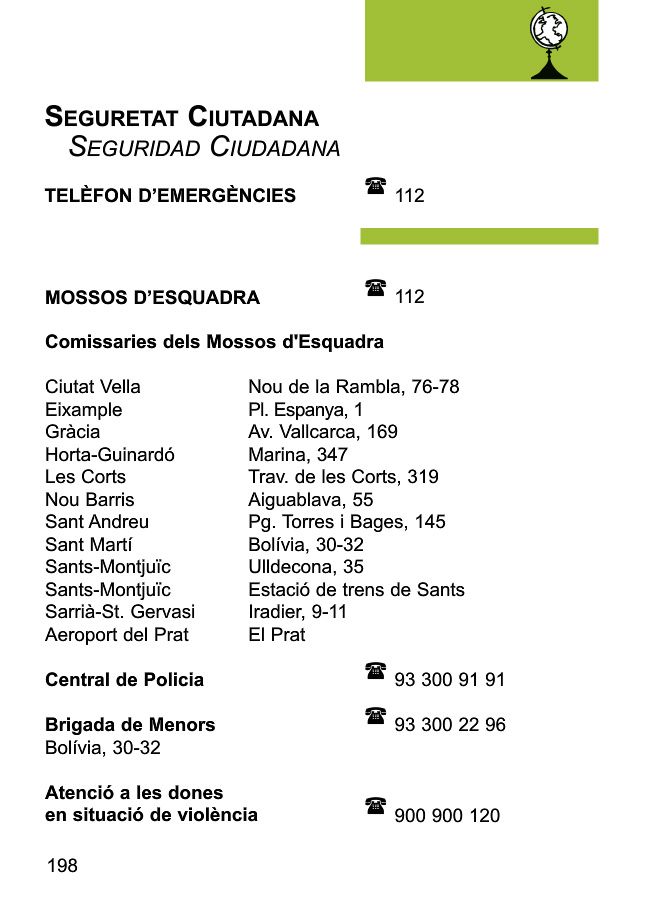 SEGURETAT CIUTADANA
SEGURIDAD CIUDADANA
TELÈFON D’EMERGÈNCIES ☎ 112
MOSSOS D’ESQUADRA ☎ 112
Comissaries dels Mossos d'Esquadra
Ciutat Vella Nou de la Rambla, 76-78
Eixample Pl. Espanya, 1
Gràcia Av. Vallcarca, 169
Horta-Guinardó Marina, 347
Les Corts Trav. de les Corts, 319
Nou Barris Aiguablava, 55
Sant Andreu Pg. Torres i Bages, 145
Sant Martí Bolívia, 30-32
Sants-Montjuïc Ulldecona, 35
Sants-Montjuïc Estació de trens de Sants
Sarrià-St. Gervasi Iradier, 9-11
Aeroport del Prat El Prat
Central de Policia ☎ 93 300 91 91
Brigada de Menors ☎ 93 300 22 96
Bolívia, 30-32
Atenció a les dones
en situació de violència ☎ 900 900 120
198